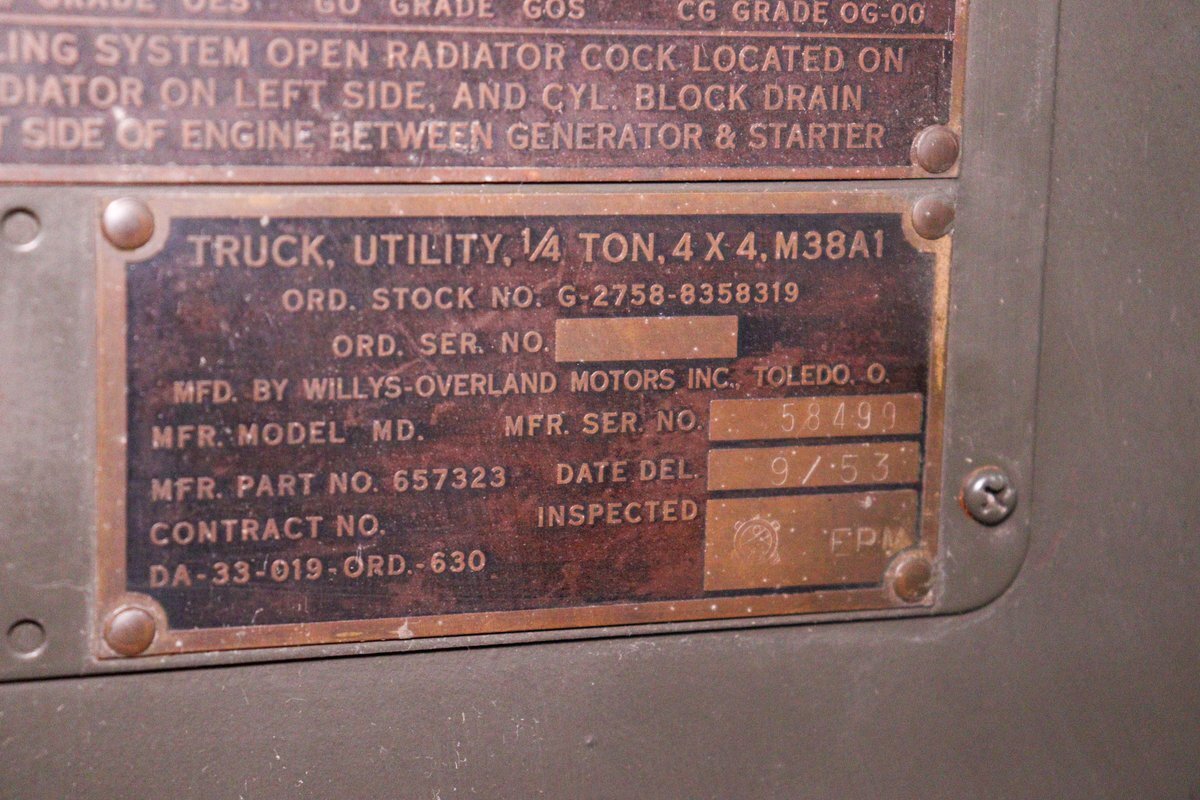 GRADE OES GO GRADE GOS CG GRADE OG-00
LING SYSTEM OPEN RADIATOR COCK LOCATED ON
DIATOR ON LEFT SIDE, AND CYL. BLOCK DRAIN
T SIDE OF ENGINE BETWEEN GENERATOR & STARTER
TRUCK, UTILITY, 1/4 TON, 4 X 4, M38A1
ORD. STOCK NO. G-2758-8358319
ORD. SER. NO.
MFD. BY WILLYS-OVERLAND MOTORS INC., TOLEDO, O.
MFR. MODEL MD. MFR. SER. NO. 58499
MFR. PART NO. 657323 DATE DEL. 9/53
CONTRACT NO. INSPECTED
DA-33-019-ORD.-630 EPM